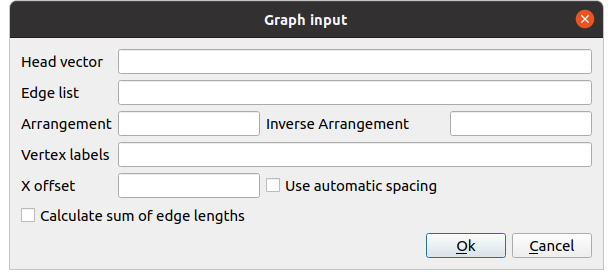 Graph input
Head vector
Edge list
Arrangement Inverse Arrangement
Vertex labels
X offset Use automatic spacing
Calculate sum of edge lengths
Ok Cancel